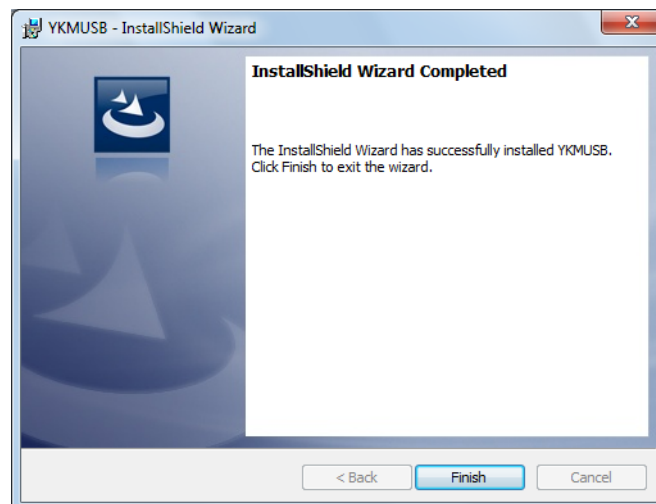 YKMUSB - InstallShield Wizard
InstallShield Wizard Completed
The InstallShield Wizard has successfully installed YKMUSB.
Click Finish to exit the wizard.
< Back Finish Cancel